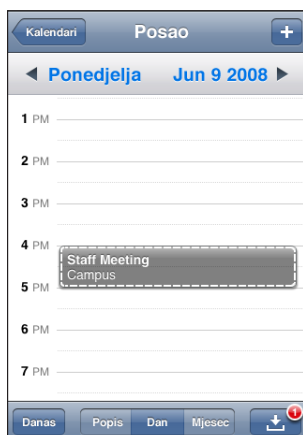 Kalendari Posao +
Ponedjelja Jun 9 2008
1 PM
2 PM
3 PM
4 PM
Staff Meeting
Campus
5 PM
6 PM
7 PM
Danas Popis Dan Mjesec 1